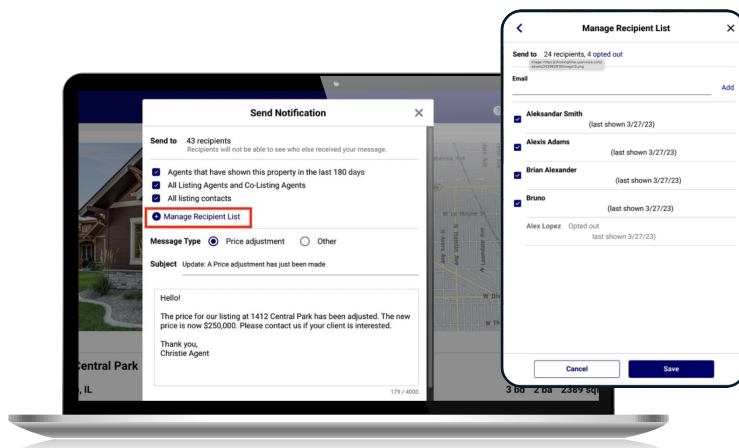 Send Notification
Send to 43 recipients
Recipients will not be able to see who else received your message.
Agents that have shown this property in the last 180 days
All Listing Agents and Co-Listing Agents
All listing contacts
Manage Recipient List
Message Type Price adjustment Other
Subject Update: A Price adjustment has just been made
Hello!
The price for our listing at 1412 Central Park has been adjusted. The new
price is now $250,000. Please contact us if your client is interested.
Thank you,
Christie Agent
179 / 4000
Central Park
, IL
3 bd 2 ba 2389 sq
Manage Recipient List
Send to 24 recipients, 4 opted out
Email
Add
Aleksandar Smith
(last shown 3/27/23)
Alexis Adams
(last shown 3/27/23)
Brian Alexander
(last shown 3/27/23)
Bruno
(last shown 3/27/23)
Alex Lopez Opted out
last shown 3/27/23)
Cancel Save